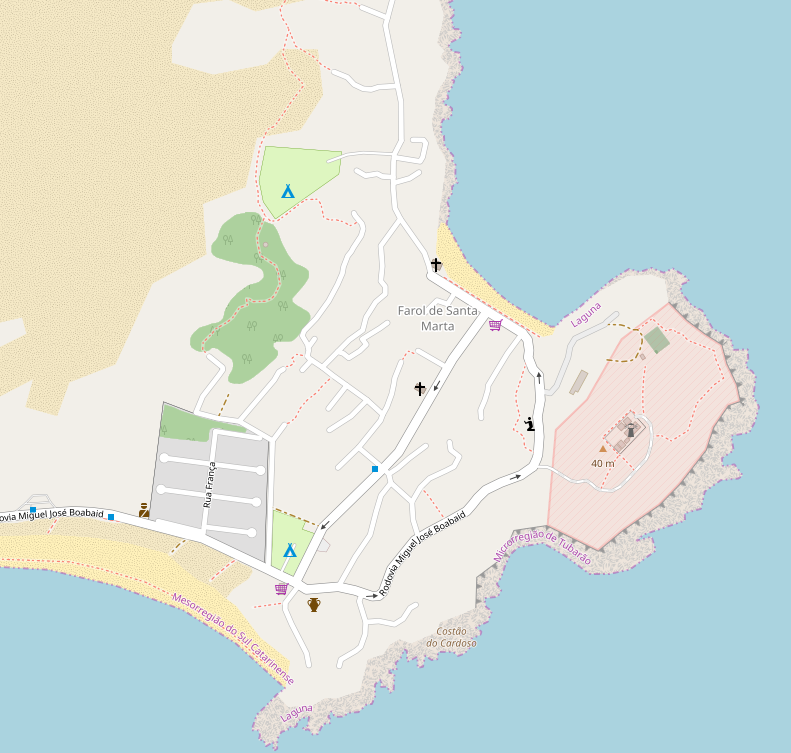 Farol de Santa
Marta
Laguna
40 m
Rua França
ovia Miguel José Boabaid
Rodovia Miguel José Boabaid
Microrregião de Tubarão
Mesorregião do Sul Catarinense
Costão
do Cardoso
Laguna